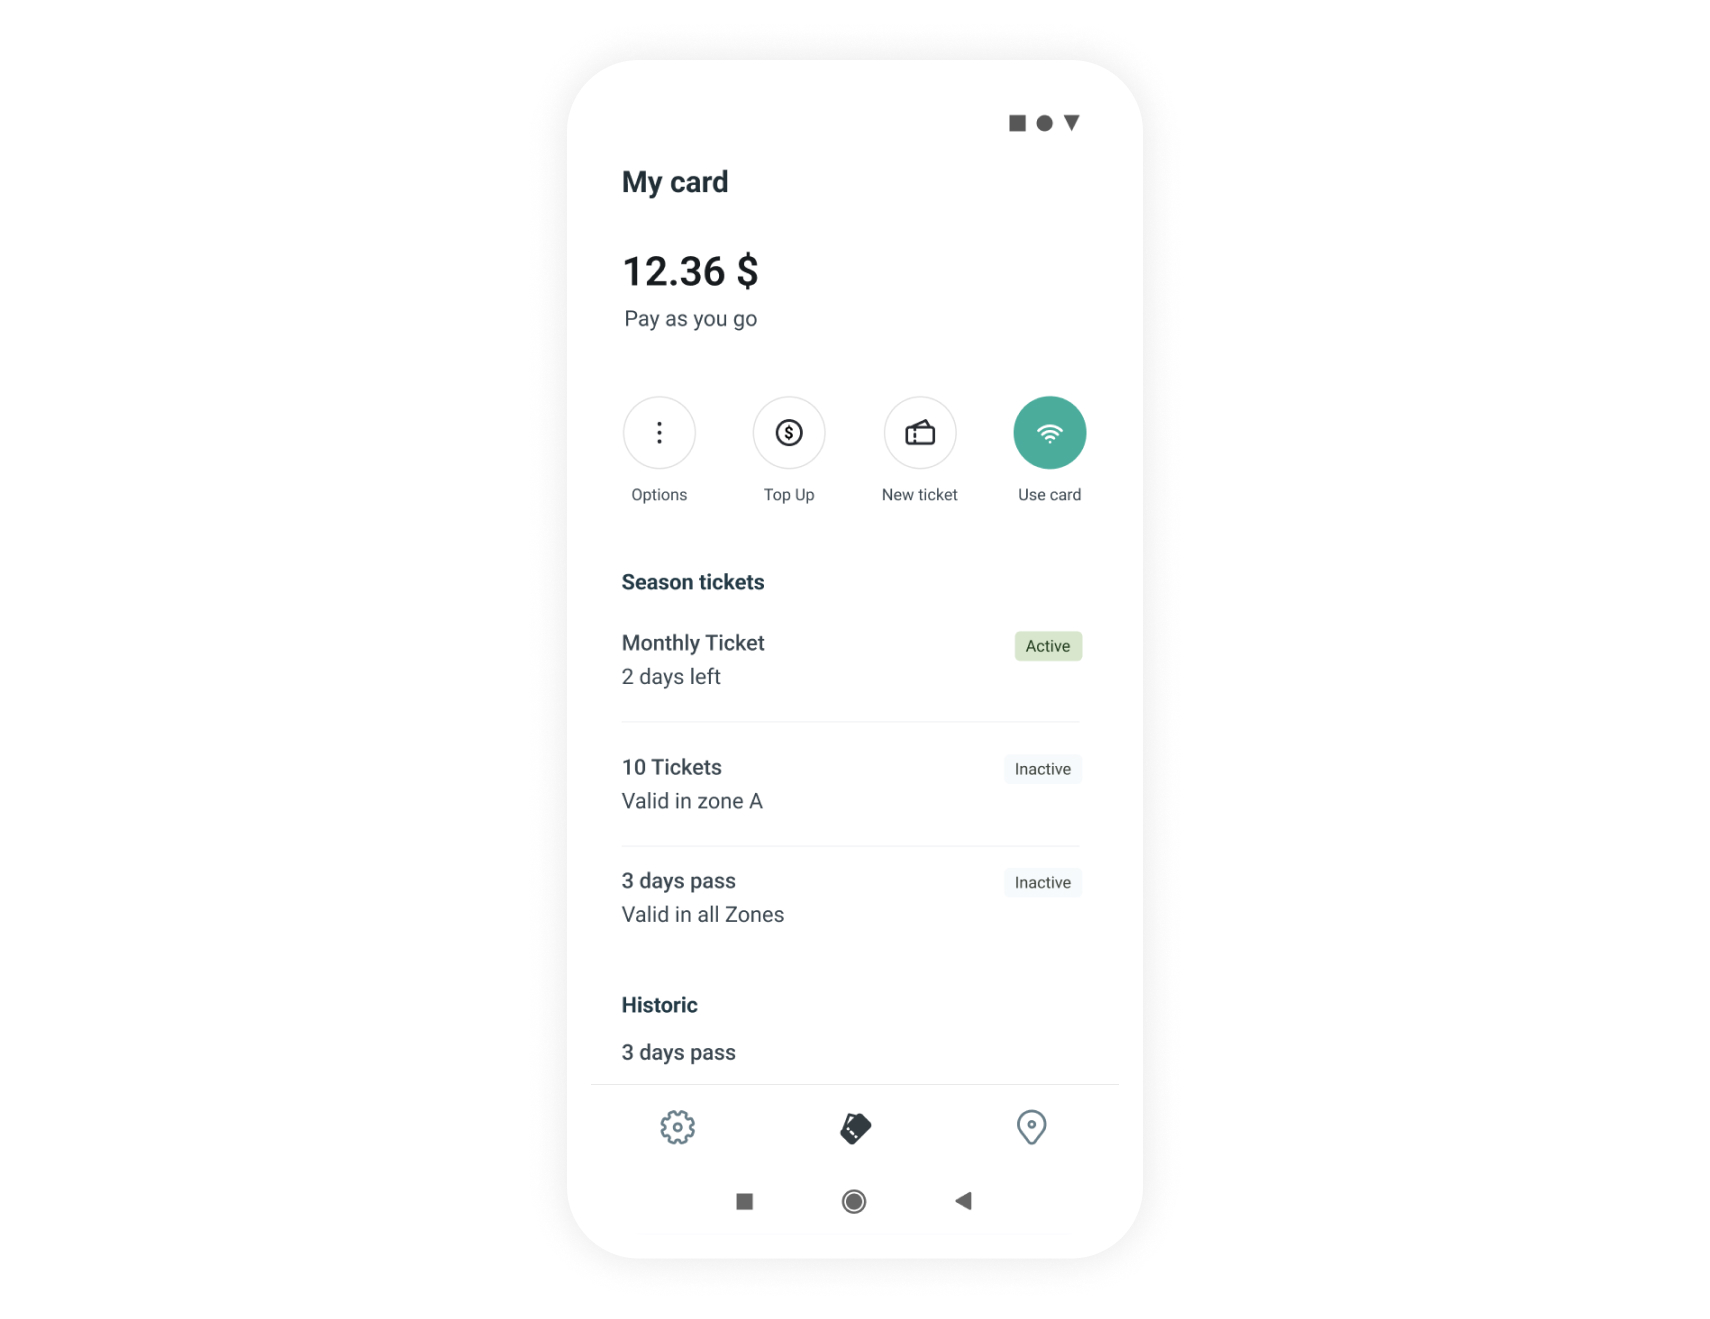 My card
12.36 $
Pay as you go
Options
Top Up
New ticket
Use card
Season tickets
Monthly Ticket
Active
2 days left
10 Tickets
Inactive
Valid in zone A
3 days pass
Inactive
Valid in all Zones
Historic
3 days pass